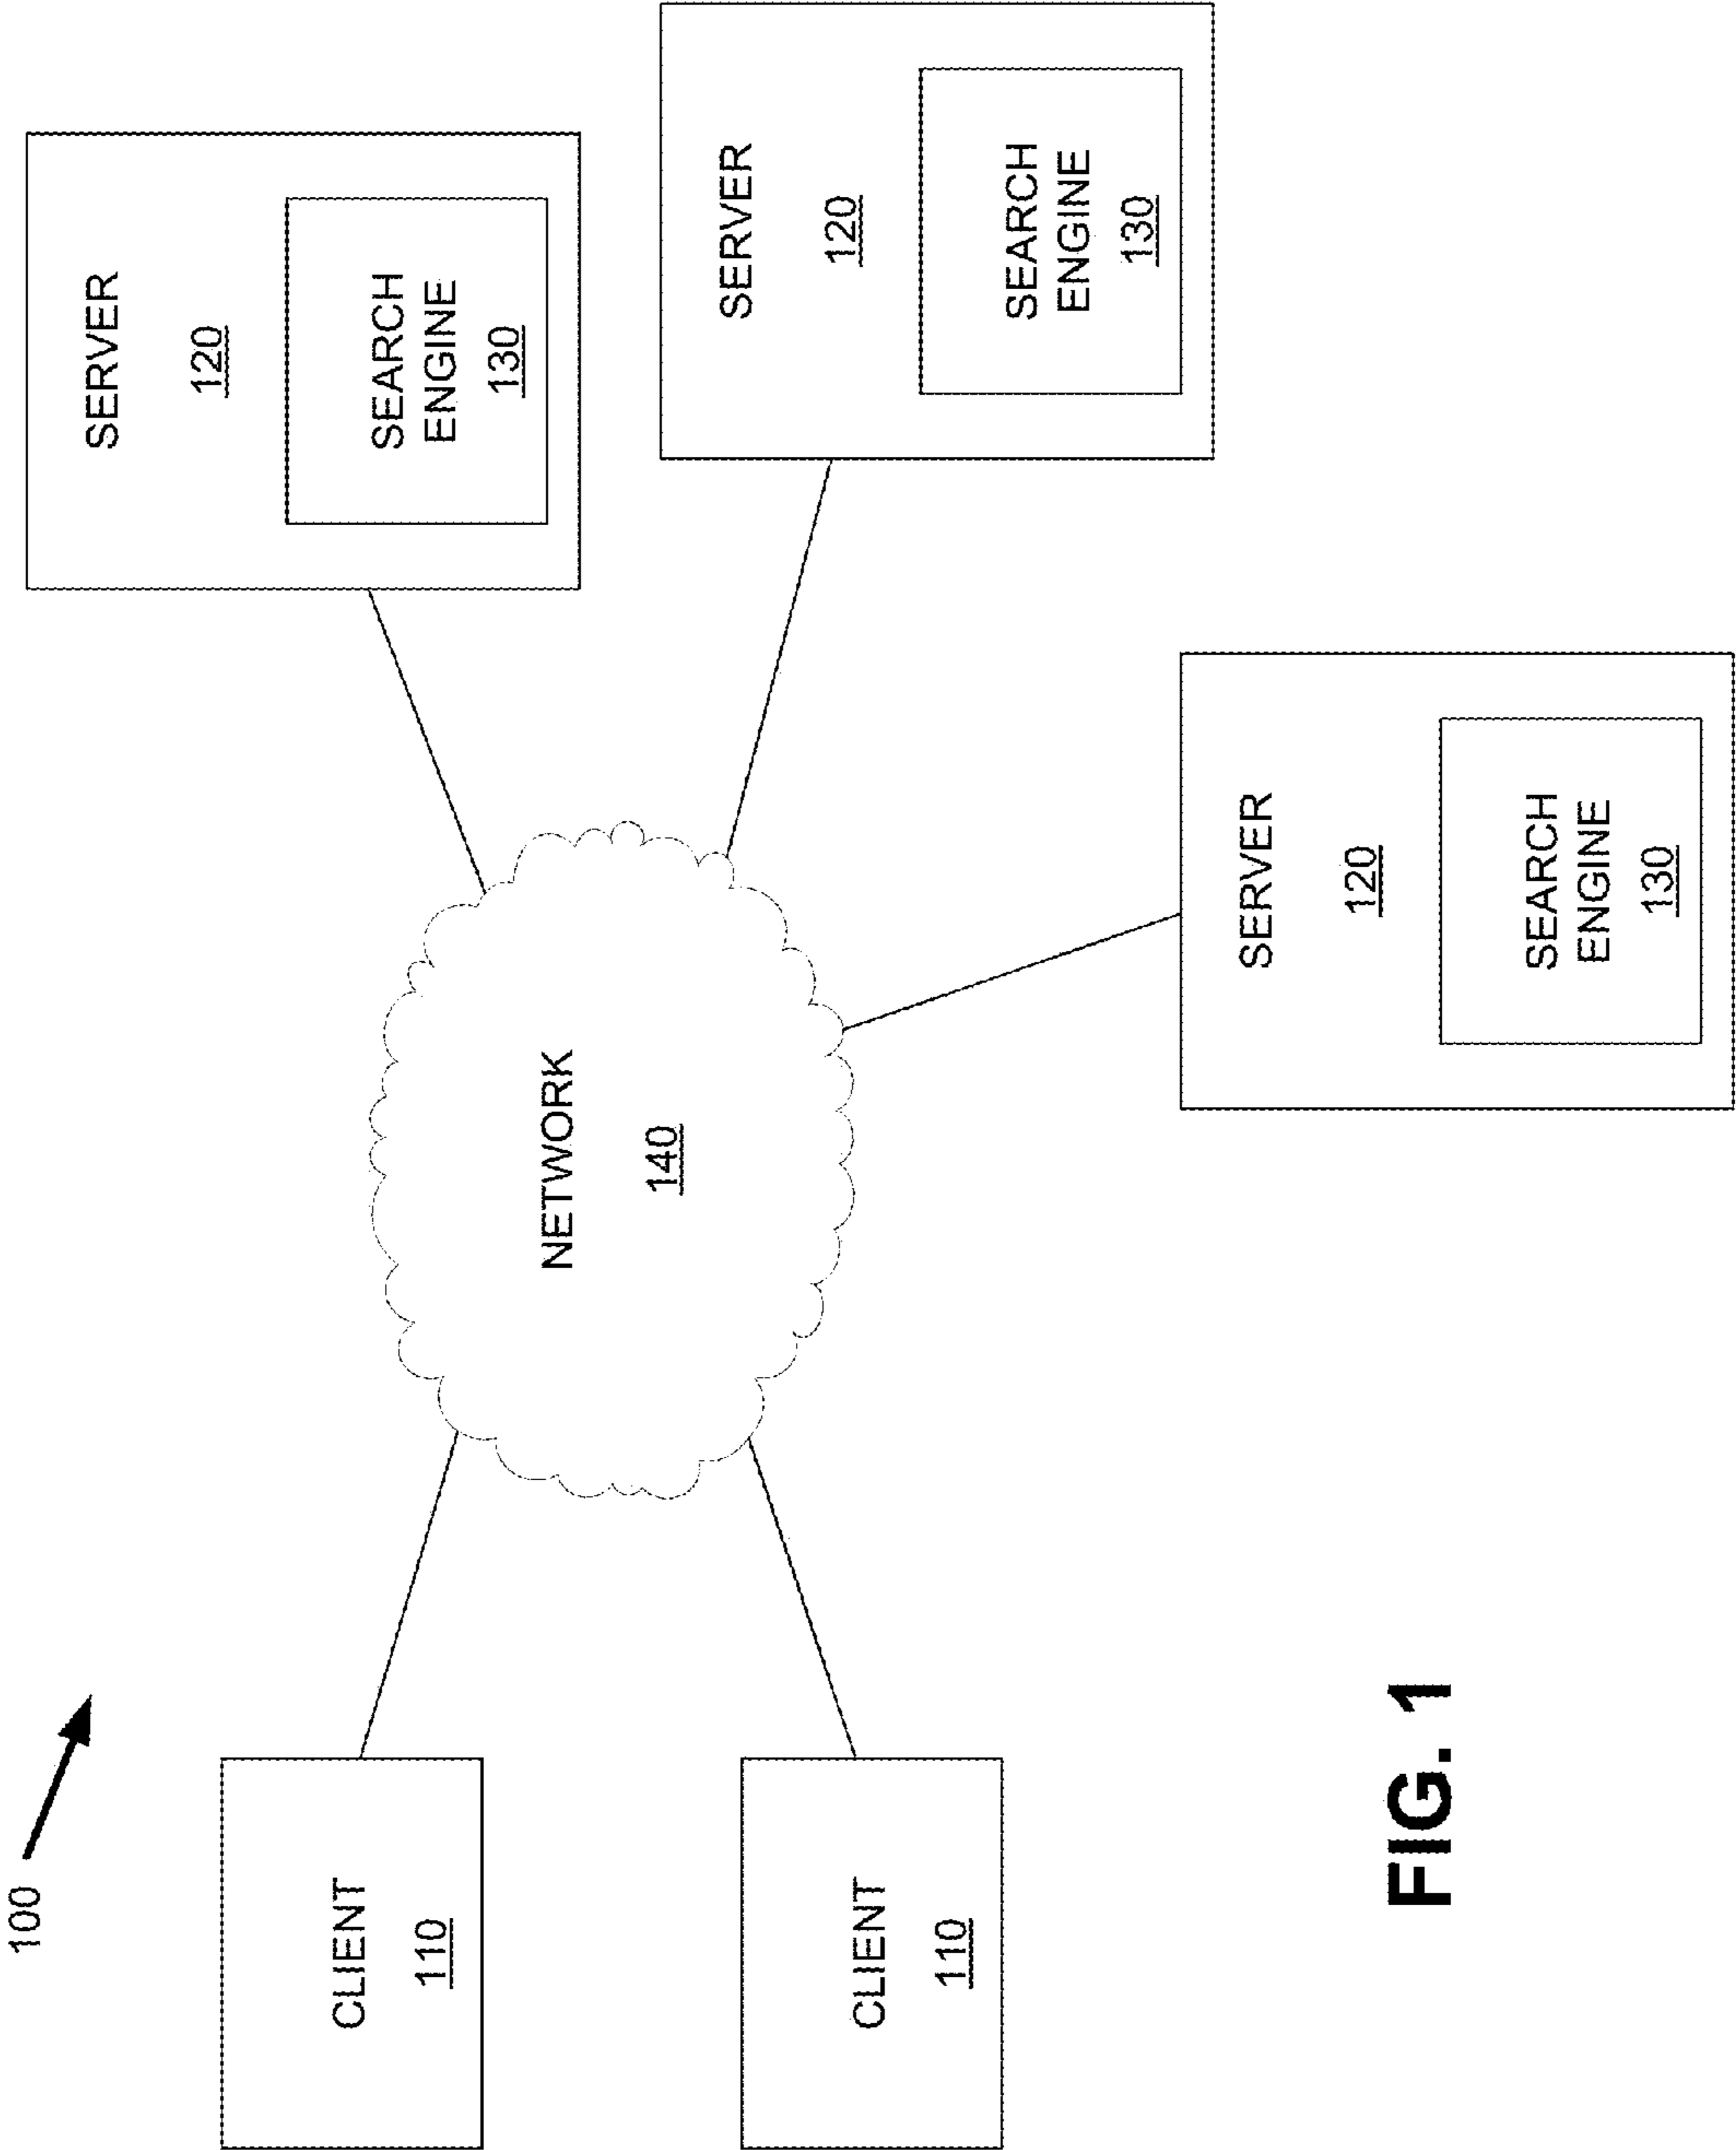 100
CLIENT
110
CLIENT
110
NETWORK
140
SERVER
120
SEARCH
ENGINE
130
SERVER
120
SEARCH
ENGINE
130
SERVER
120
SEARCH
ENGINE
130
FIG. 1